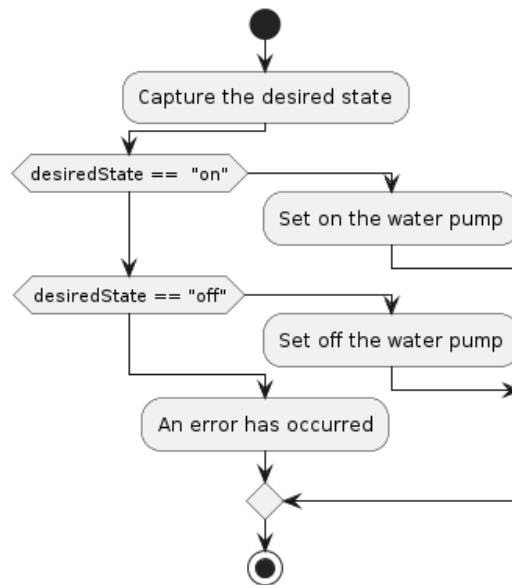 Capture the desired state
desiredState == "on"
Set on the water pump
desiredState == "off"
Set off the water pump
An error has occurred